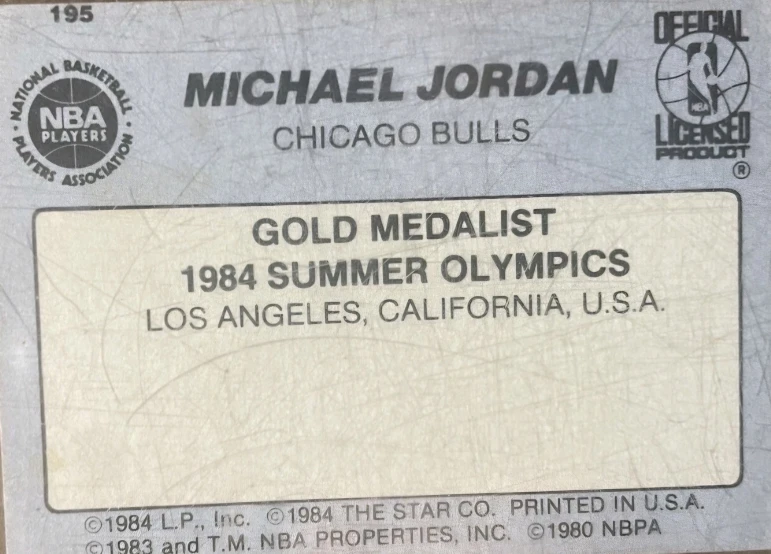 195
NATIONAL BASKETBALL
NBA
PLAYERS
PLAYERS ASSOCIATION
MICHAEL JORDAN
CHICAGO BULLS
OFFICIAL
NBA
LICENSED
PRODUCT
®
GOLD MEDALIST
1984 SUMMER OLYMPICS
LOS ANGELES, CALIFORNIA, U.S.A.
©1984 L.P., Inc. ©1984 THE STAR CO. PRINTED IN U.S.A.
©1983 and T.M. NBA PROPERTIES, INC. ©1980 NBPA